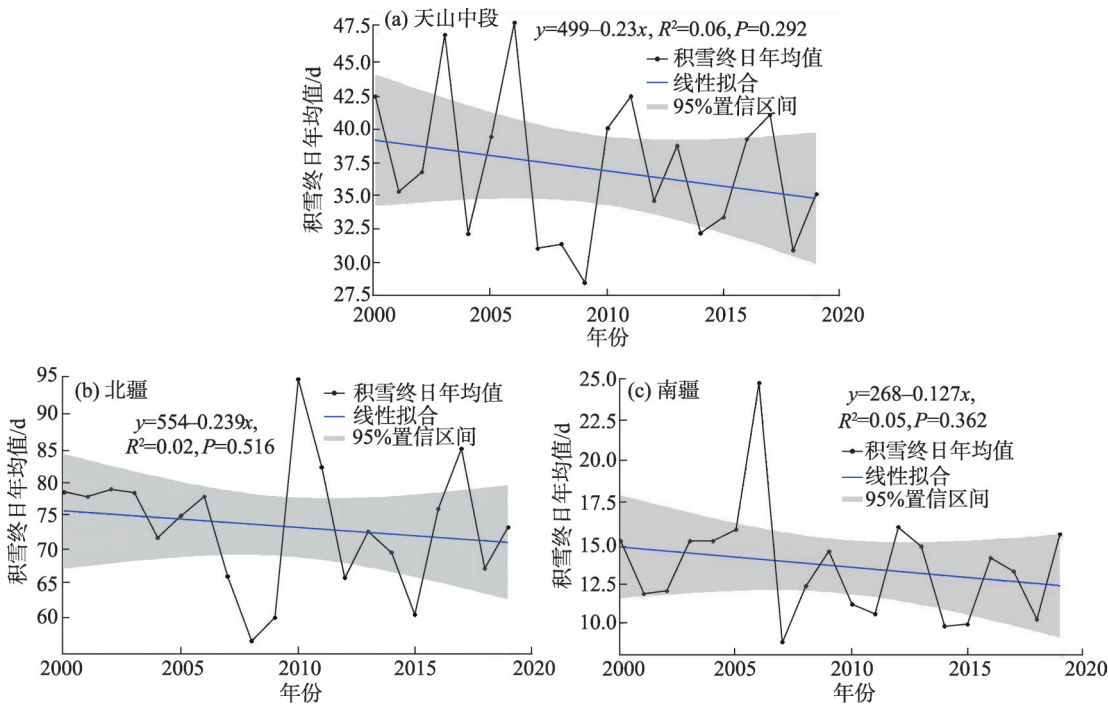 (a) 天山中段
y=499–0.23x, R²=0.06, P=0.292
积雪终日年均值
线性拟合
95%置信区间
积雪终日年均值/d
47.5
45.0
42.5
40.0
37.5
35.0
32.5
30.0
27.5
2000 2005 2010 2015 2020
年份
(b) 北疆
y=554–0.239x,
R²=0.02, P=0.516
积雪终日年均值
线性拟合
95%置信区间
积雪终日年均值/d
95
90
85
80
75
70
65
60
2000 2005 2010 2015 2020
年份
(c) 南疆
y=268–0.127x,
R²=0.05, P=0.362
积雪终日年均值
线性拟合
95%置信区间
积雪终日年均值/d
25.0
22.5
20.0
17.5
15.0
12.5
10.0
2000 2005 2010 2015 2020
年份